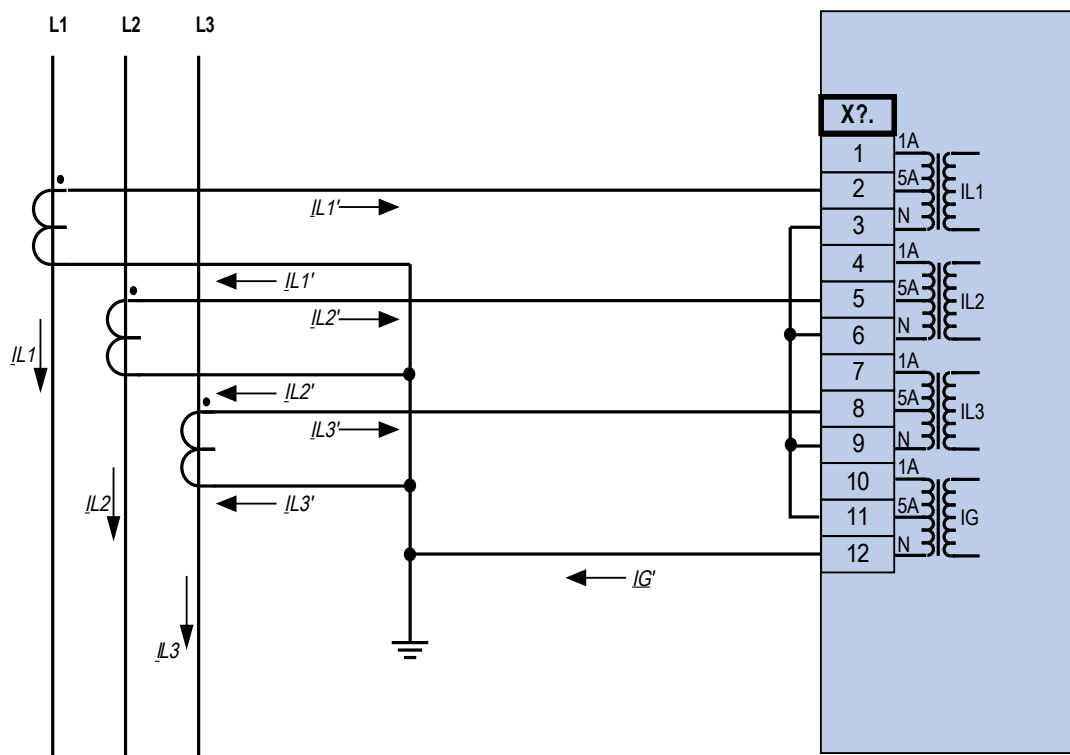 L1 L2 L3
X?.
1 1A
2 5A IL1
3 N
IL1'
4 1A
IL1'
5 5A IL2
IL2'
6 N
IL1
7 1A
IL2'
8 5A IL3
IL3'
9 N
10 1A
IL2 IL3'
11 5A IG
12 N
IG'
IL3